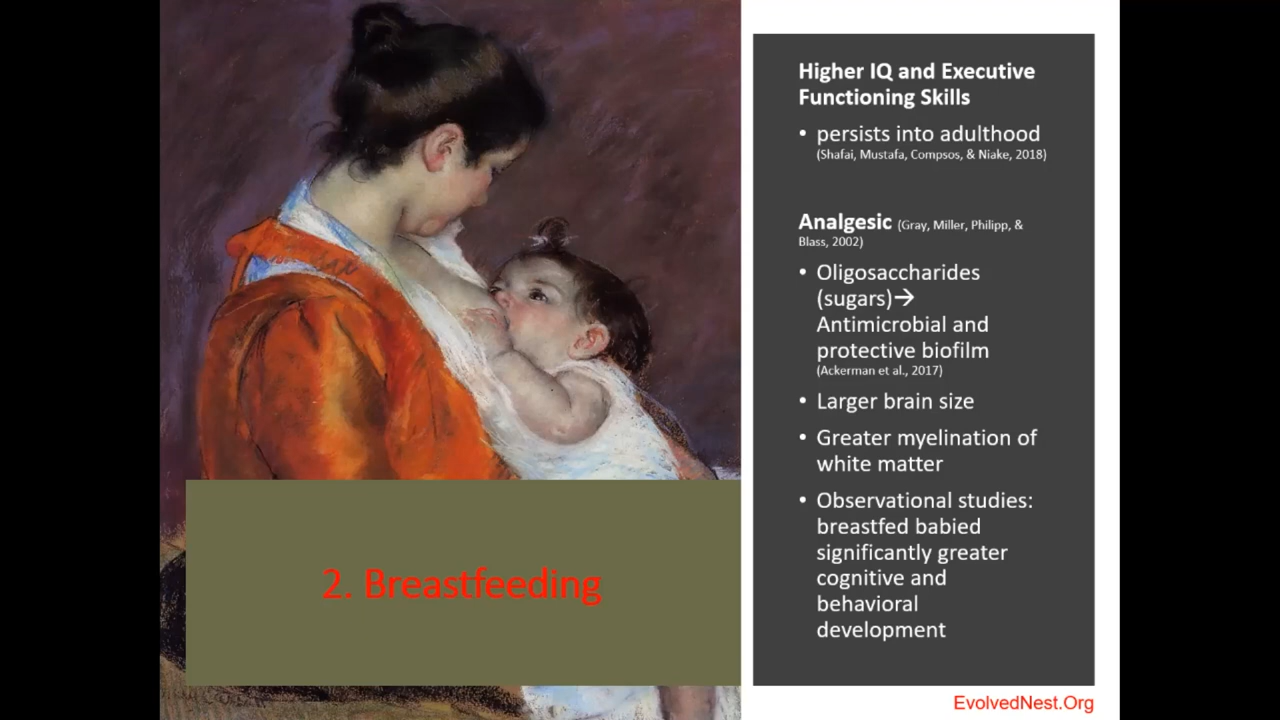 Higher IQ and Executive
Functioning Skills
• persists into adulthood
(Shafai, Mustafa, Compsos, & Niake, 2018)
Analgesic (Gray, Miller, Philipp, &
Blass, 2002)
• Oligosaccharides
(sugars)→
Antimicrobial and
protective biofilm
(Ackerman et al., 2017)
• Larger brain size
• Greater myelination of
white matter
• Observational studies:
breastfed babied
significantly greater
cognitive and
behavioral
development
2. Breastfeeding
EvolvedNest.Org